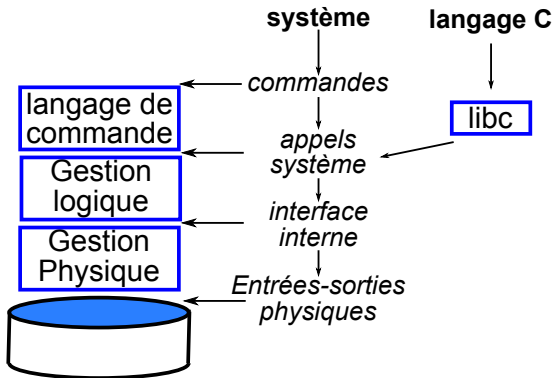 système
langage C
commandes
langage de
commande
libc
appels
système
Gestion
logique
interface
interne
Gestion
Physique
Entrées-sorties
physiques